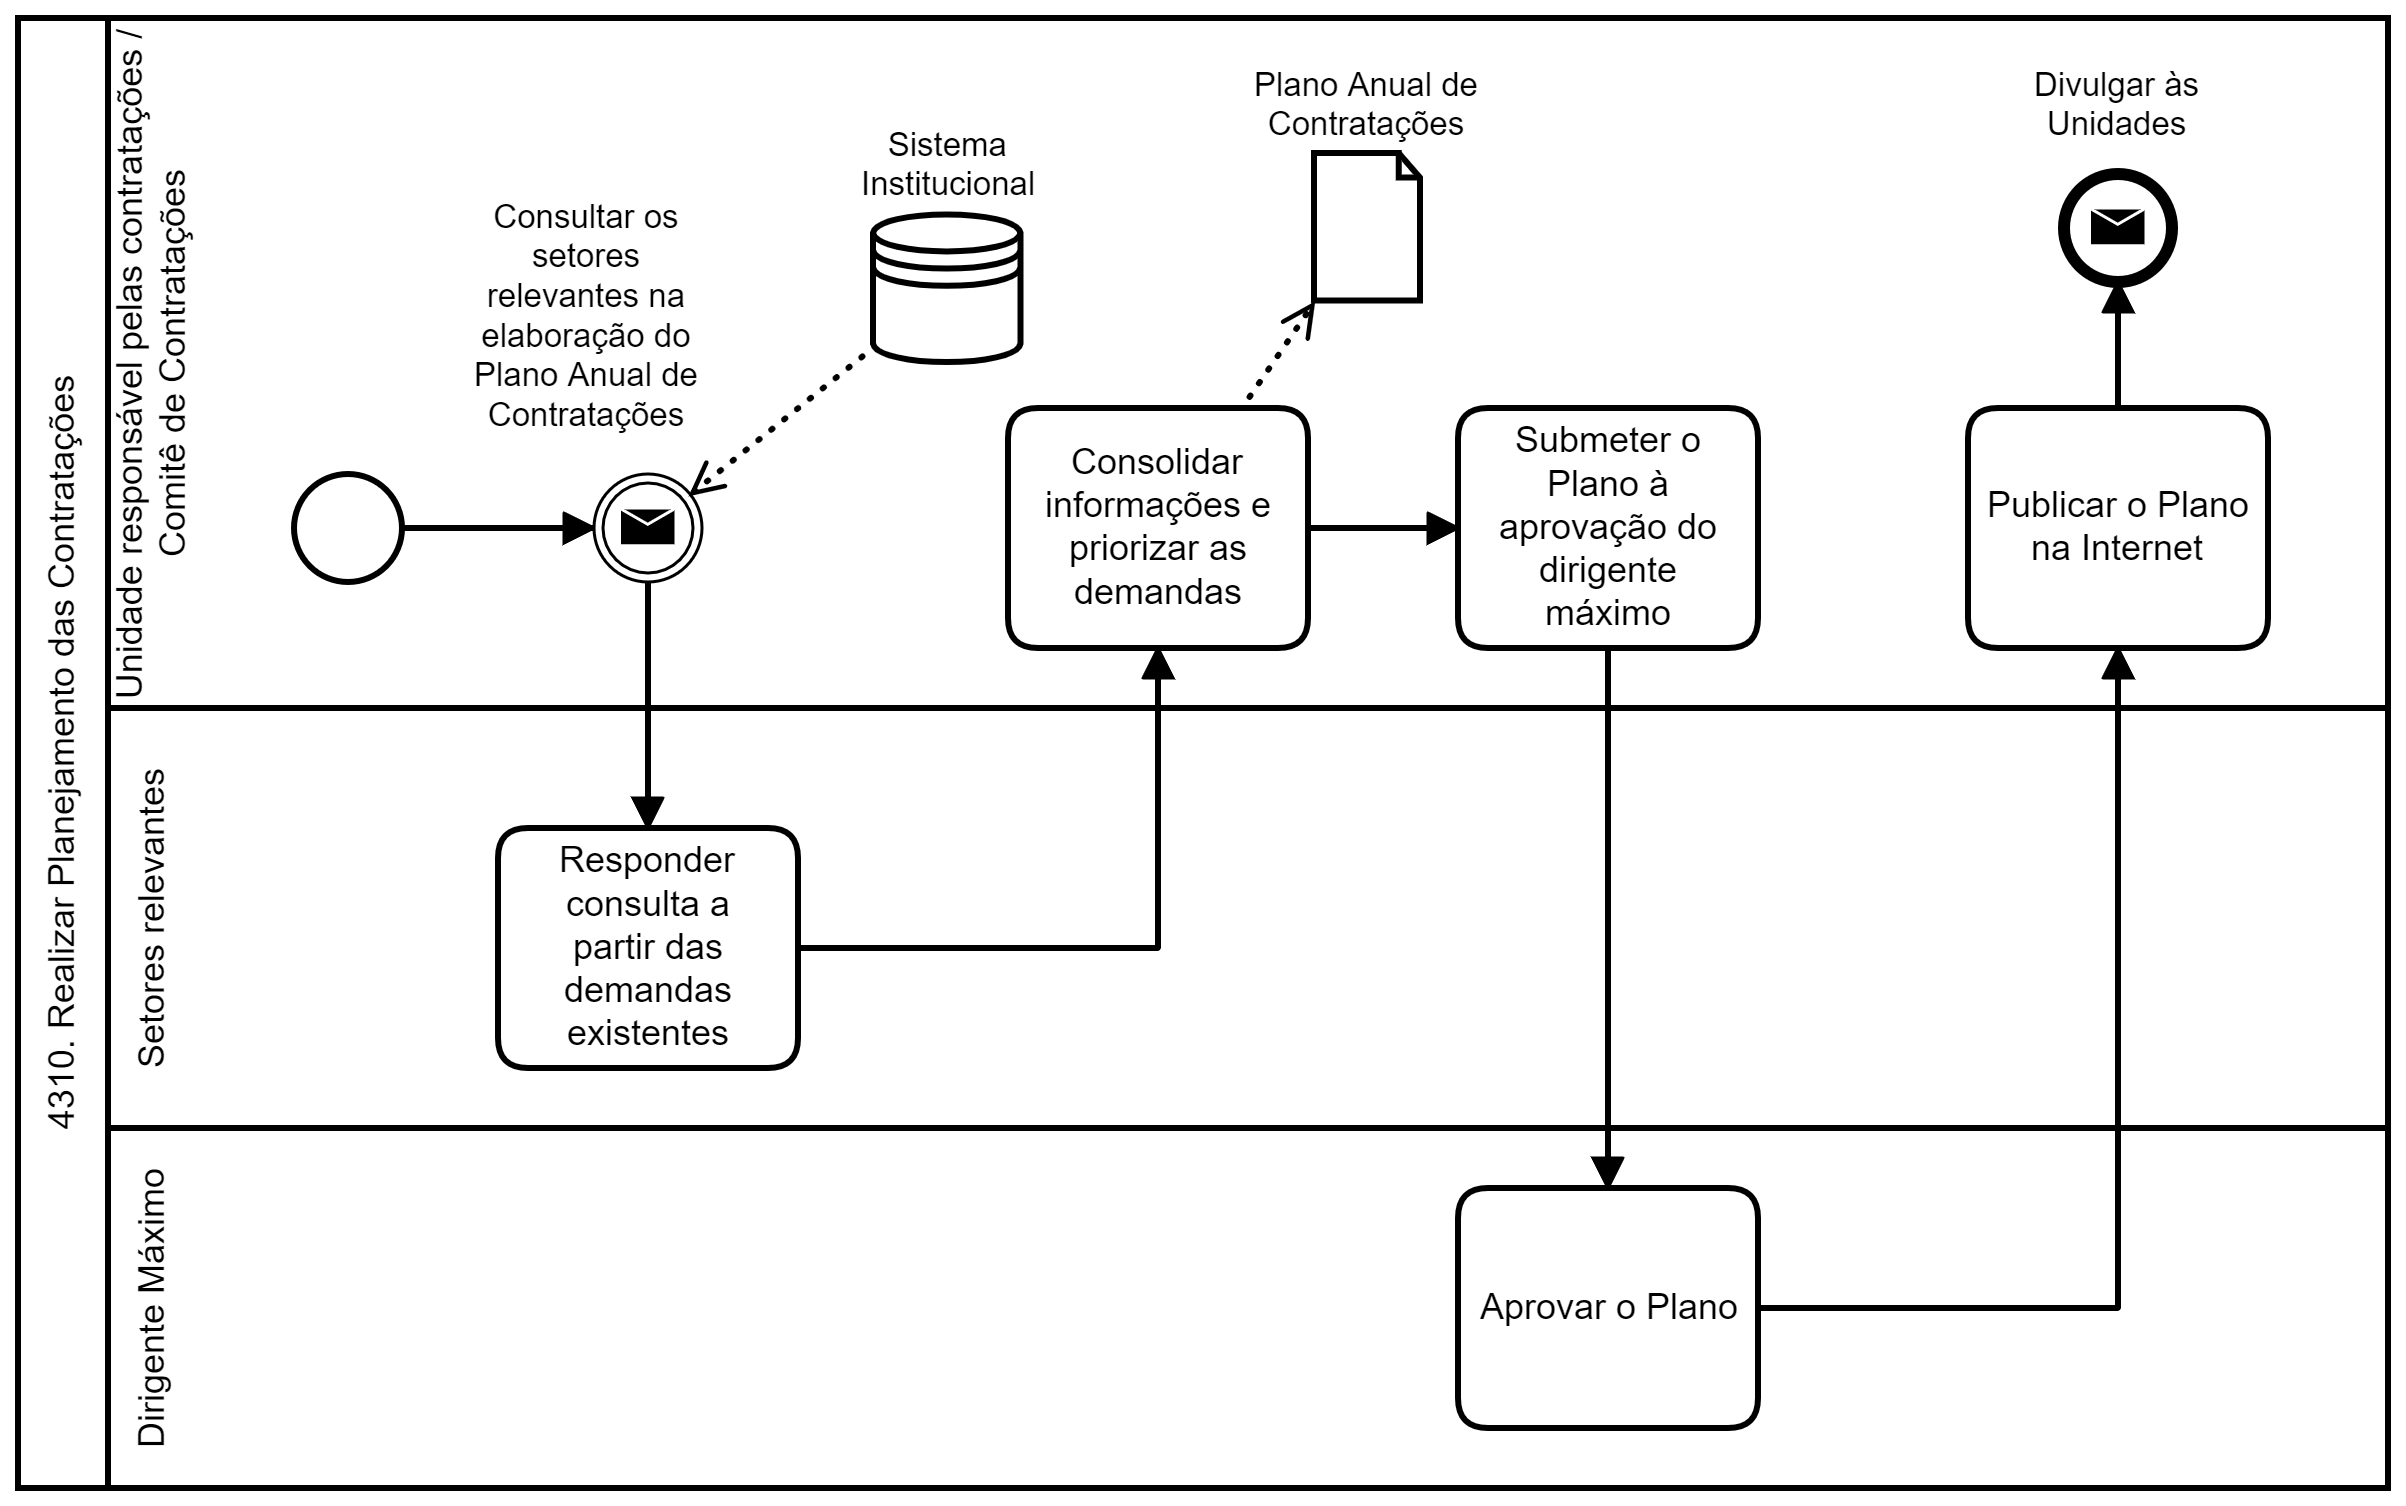 4310. Realizar Planejamento das Contratações
Unidade responsável pelas contratações /
Comitê de Contratações
Consultar os
setores
relevantes na
elaboração do
Plano Anual de
Contratações
Sistema
Institucional
Plano Anual de
Contratações
Divulgar às
Unidades
Consolidar
informações e
priorizar as
demandas
Submeter o
Plano à
aprovação do
dirigente
máximo
Publicar o Plano
na Internet
Setores relevantes
Responder
consulta a
partir das
demandas
existentes
Dirigente Máximo
Aprovar o Plano